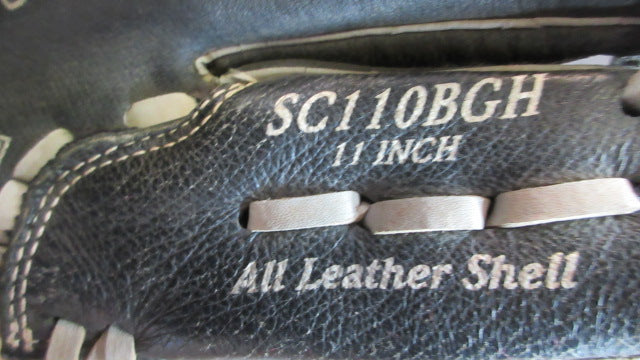 SC110BGH
11 INCH
All Leather Shell